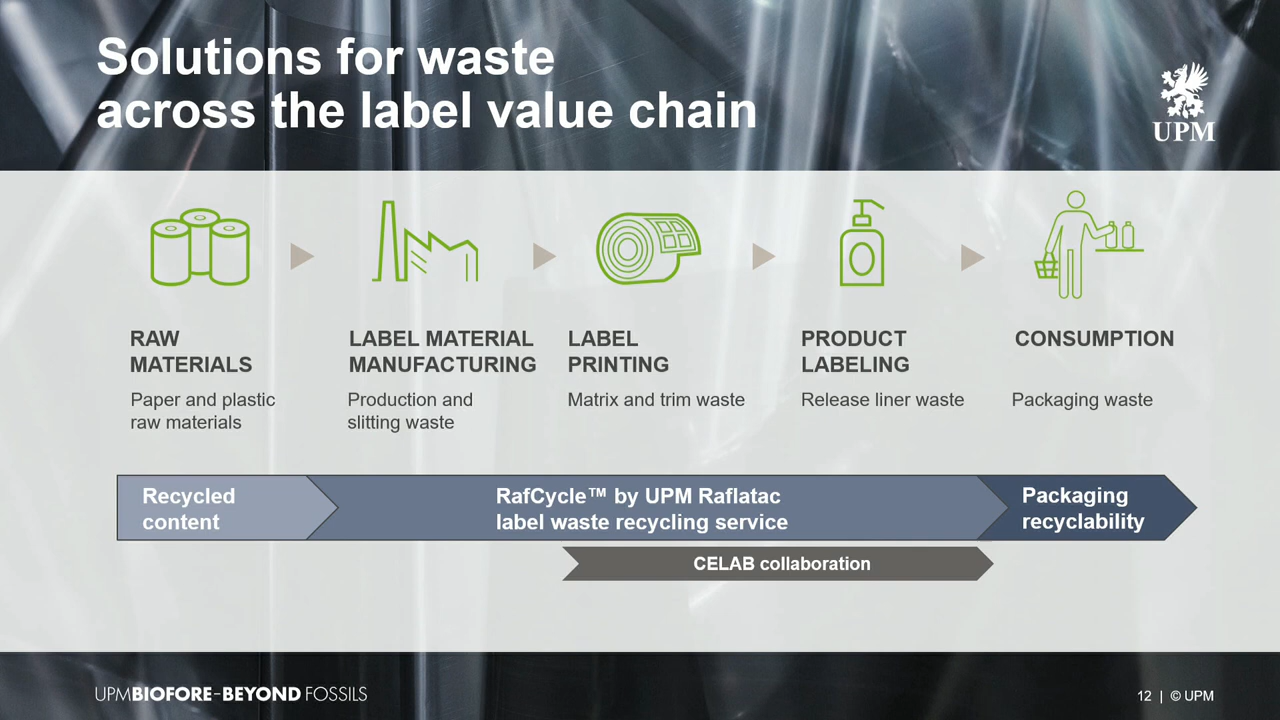 Solutions for waste
across the label value chain
UPM
RAW
MATERIALS
Paper and plastic
raw materials
LABEL MATERIAL
MANUFACTURING
Production and
slitting waste
LABEL
PRINTING
Matrix and trim waste
PRODUCT
LABELING
Release liner waste
CONSUMPTION
Packaging waste
Recycled
content
RafCycle™ by UPM Raflatac
label waste recycling service
Packaging
recyclability
CELAB collaboration
UPMBIOFORE–BEYOND FOSSILS
12 | © UPM